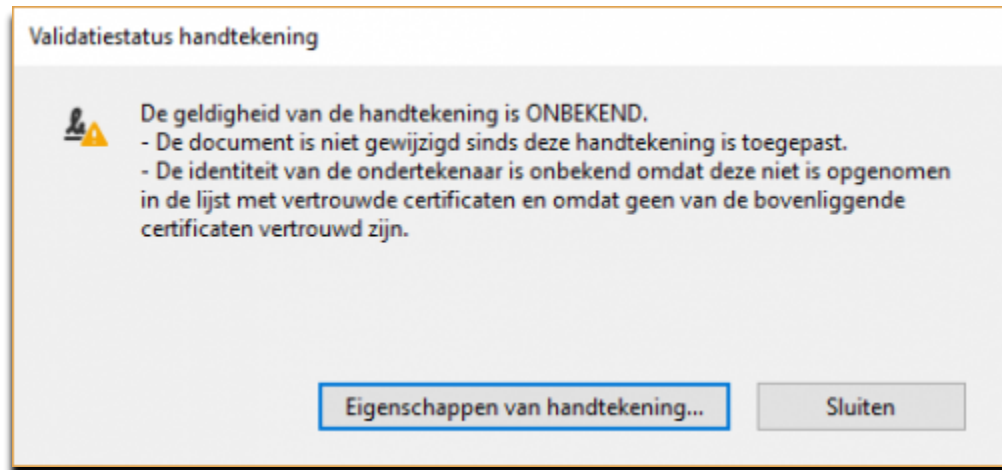 Validatiestatus handtekening
De geldigheid van de handtekening is ONBEKEND.
- De document is niet gewijzigd sinds deze handtekening is toegepast.
- De identiteit van de ondertekenaar is onbekend omdat deze niet is opgenomen
in de lijst met vertrouwde certificaten en omdat geen van de bovenliggende
certificaten vertrouwd zijn.
Eigenschappen van handtekening... Sluiten